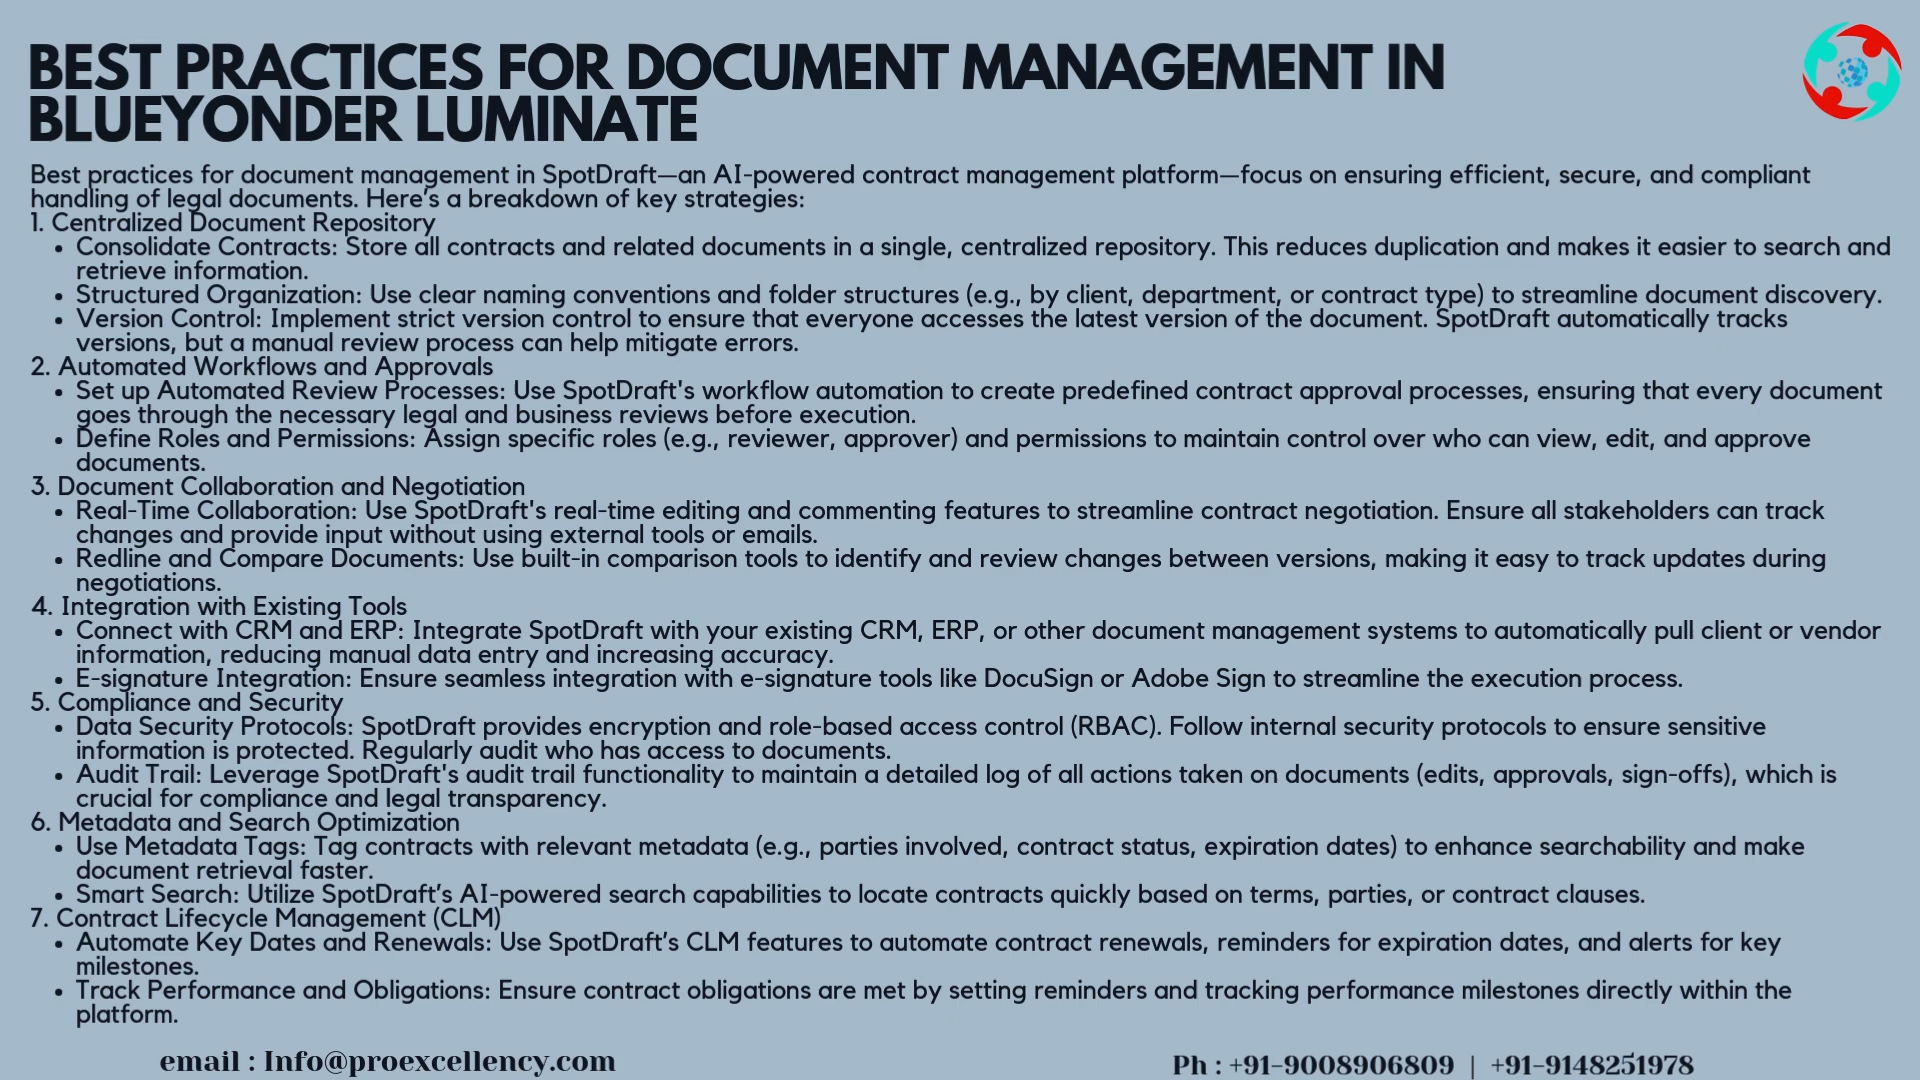 BEST PRACTICES FOR DOCUMENT MANAGEMENT IN
BLUEYONDER LUMINATE
Best practices for document management in SpotDraft—an AI-powered contract management platform—focus on ensuring efficient, secure, and compliant
handling of legal documents. Here’s a breakdown of key strategies:
1. Centralized Document Repository
• Consolidate Contracts: Store all contracts and related documents in a single, centralized repository. This reduces duplication and makes it easier to search and
retrieve information.
• Structured Organization: Use clear naming conventions and folder structures (e.g., by client, department, or contract type) to streamline document discovery.
• Version Control: Implement strict version control to ensure that everyone accesses the latest version of the document. SpotDraft automatically tracks
versions, but a manual review process can help mitigate errors.
2. Automated Workflows and Approvals
• Set up Automated Review Processes: Use SpotDraft's workflow automation to create predefined contract approval processes, ensuring that every document
goes through the necessary legal and business reviews before execution.
• Define Roles and Permissions: Assign specific roles (e.g., reviewer, approver) and permissions to maintain control over who can view, edit, and approve
documents.
3. Document Collaboration and Negotiation
• Real-Time Collaboration: Use SpotDraft's real-time editing and commenting features to streamline contract negotiation. Ensure all stakeholders can track
changes and provide input without using external tools or emails.
• Redline and Compare Documents: Use built-in comparison tools to identify and review changes between versions, making it easy to track updates during
negotiations.
4. Integration with Existing Tools
• Connect with CRM and ERP: Integrate SpotDraft with your existing CRM, ERP, or other document management systems to automatically pull client or vendor
information, reducing manual data entry and increasing accuracy.
• E-signature Integration: Ensure seamless integration with e-signature tools like DocuSign or Adobe Sign to streamline the execution process.
5. Compliance and Security
• Data Security Protocols: SpotDraft provides encryption and role-based access control (RBAC). Follow internal security protocols to ensure sensitive
information is protected. Regularly audit who has access to documents.
• Audit Trail: Leverage SpotDraft's audit trail functionality to maintain a detailed log of all actions taken on documents (edits, approvals, sign-offs), which is
crucial for compliance and legal transparency.
6. Metadata and Search Optimization
• Use Metadata Tags: Tag contracts with relevant metadata (e.g., parties involved, contract status, expiration dates) to enhance searchability and make
document retrieval faster.
• Smart Search: Utilize SpotDraft’s AI-powered search capabilities to locate contracts quickly based on terms, parties, or contract clauses.
7. Contract Lifecycle Management (CLM)
• Automate Key Dates and Renewals: Use SpotDraft’s CLM features to automate contract renewals, reminders for expiration dates, and alerts for key
milestones.
• Track Performance and Obligations: Ensure contract obligations are met by setting reminders and tracking performance milestones directly within the
platform.
email : Info@proexcellency.com
Ph : +91-9008906809 | +91-9148251978